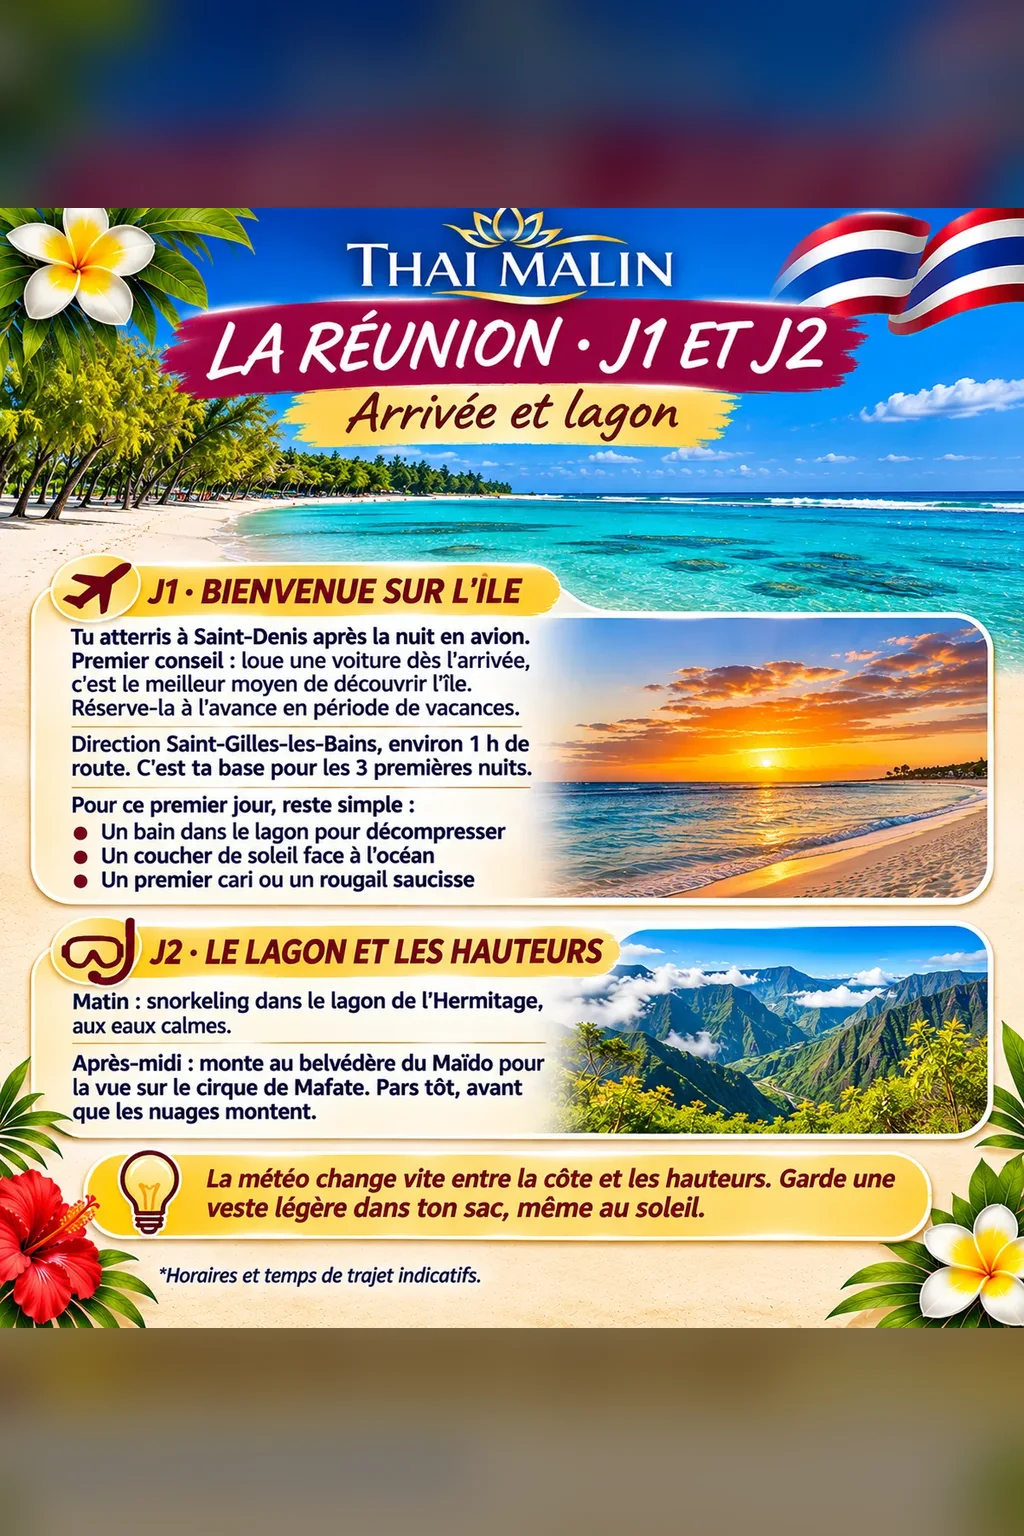 THAI MALIN
LA RÉUNION · J1 ET J2
Arrivée et lagon
J1 · BIENVENUE SUR L'ÎLE
Tu atterris à Saint-Denis après la nuit en avion.
Premier conseil : loue une voiture dès l'arrivée,
c'est le meilleur moyen de découvrir l'île.
Réserve-la à l'avance en période de vacances.
Direction Saint-Gilles-les-Bains, environ 1 h de
route. C'est ta base pour les 3 premières nuits.
Pour ce premier jour, reste simple :
● Un bain dans le lagon pour décompresser
● Un coucher de soleil face à l'océan
● Un premier cari ou un rougail saucisse
J2 · LE LAGON ET LES HAUTEURS
Matin : snorkeling dans le lagon de l'Hermitage,
aux eaux calmes.
Après-midi : monte au belvédère du Maïdo pour
la vue sur le cirque de Mafate. Pars tôt, avant
que les nuages montent.
La météo change vite entre la côte et les hauteurs. Garde une
veste légère dans ton sac, même au soleil.
*Horaires et temps de trajet indicatifs.